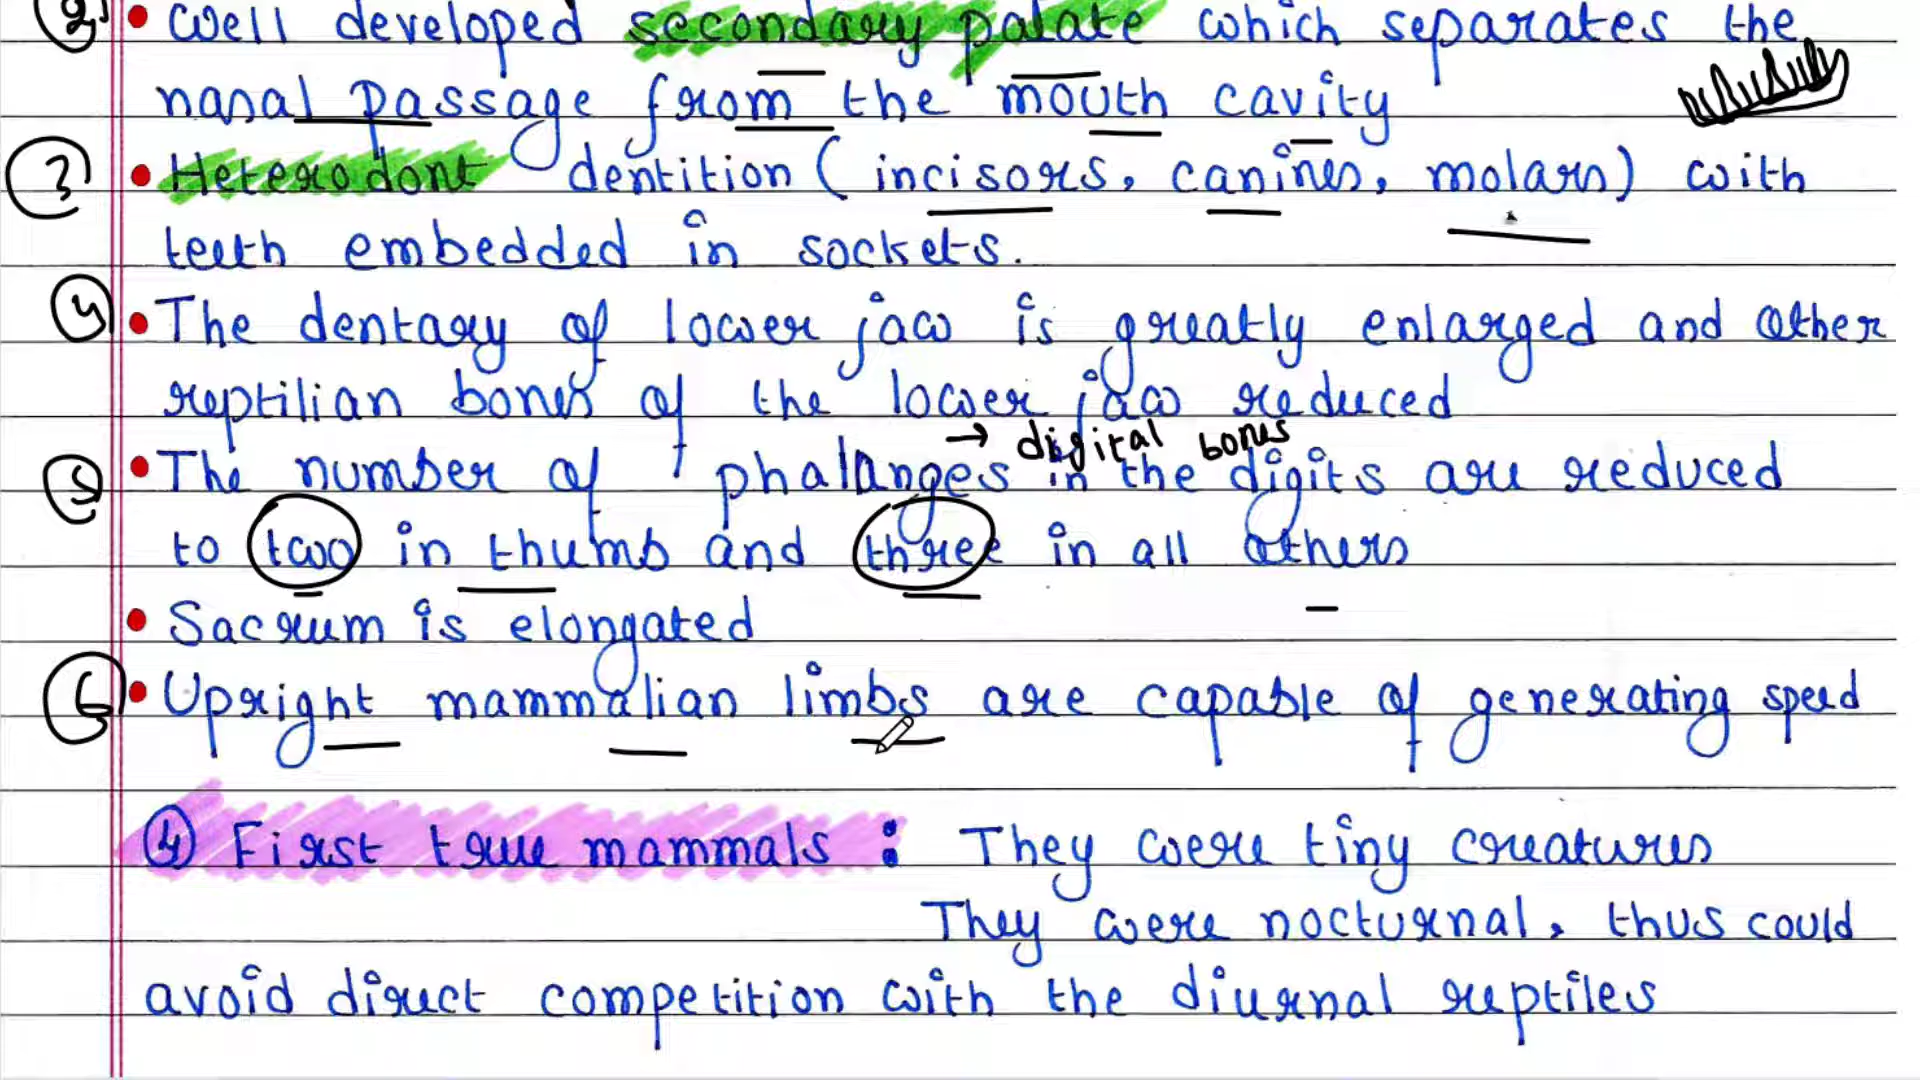 2) • Well developed secondary palate which separates the
nasal passage from the mouth cavity
3) • Heterodont dentition (incisors, canines, molars) with
teeth embedded in sockets.
4) • The dentary of lower jaw is greatly enlarged and other
reptilian bones of the lower jaw reduced
→ digital bones
5) • The number of phalanges in the digits are reduced
to two in thumb and three in all others
• Sacrum is elongated
6) • Upright mammalian limbs are capable of generating speed
④ First true mammals : They were tiny creatures
They were nocturnal, thus could
avoid direct competition with the diurnal reptiles